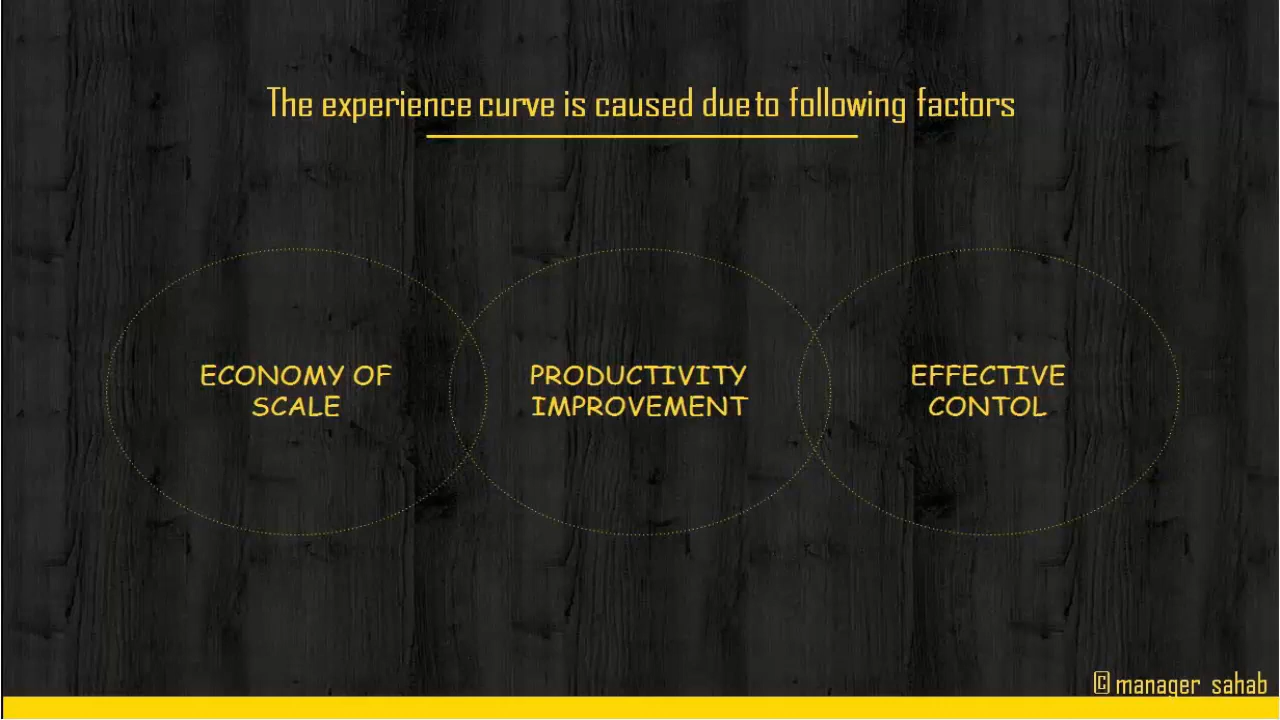 The experience curve is caused due to following factors
ECONOMY OF
SCALE
PRODUCTIVITY
IMPROVEMENT
EFFECTIVE
CONTOL
© manager sahab